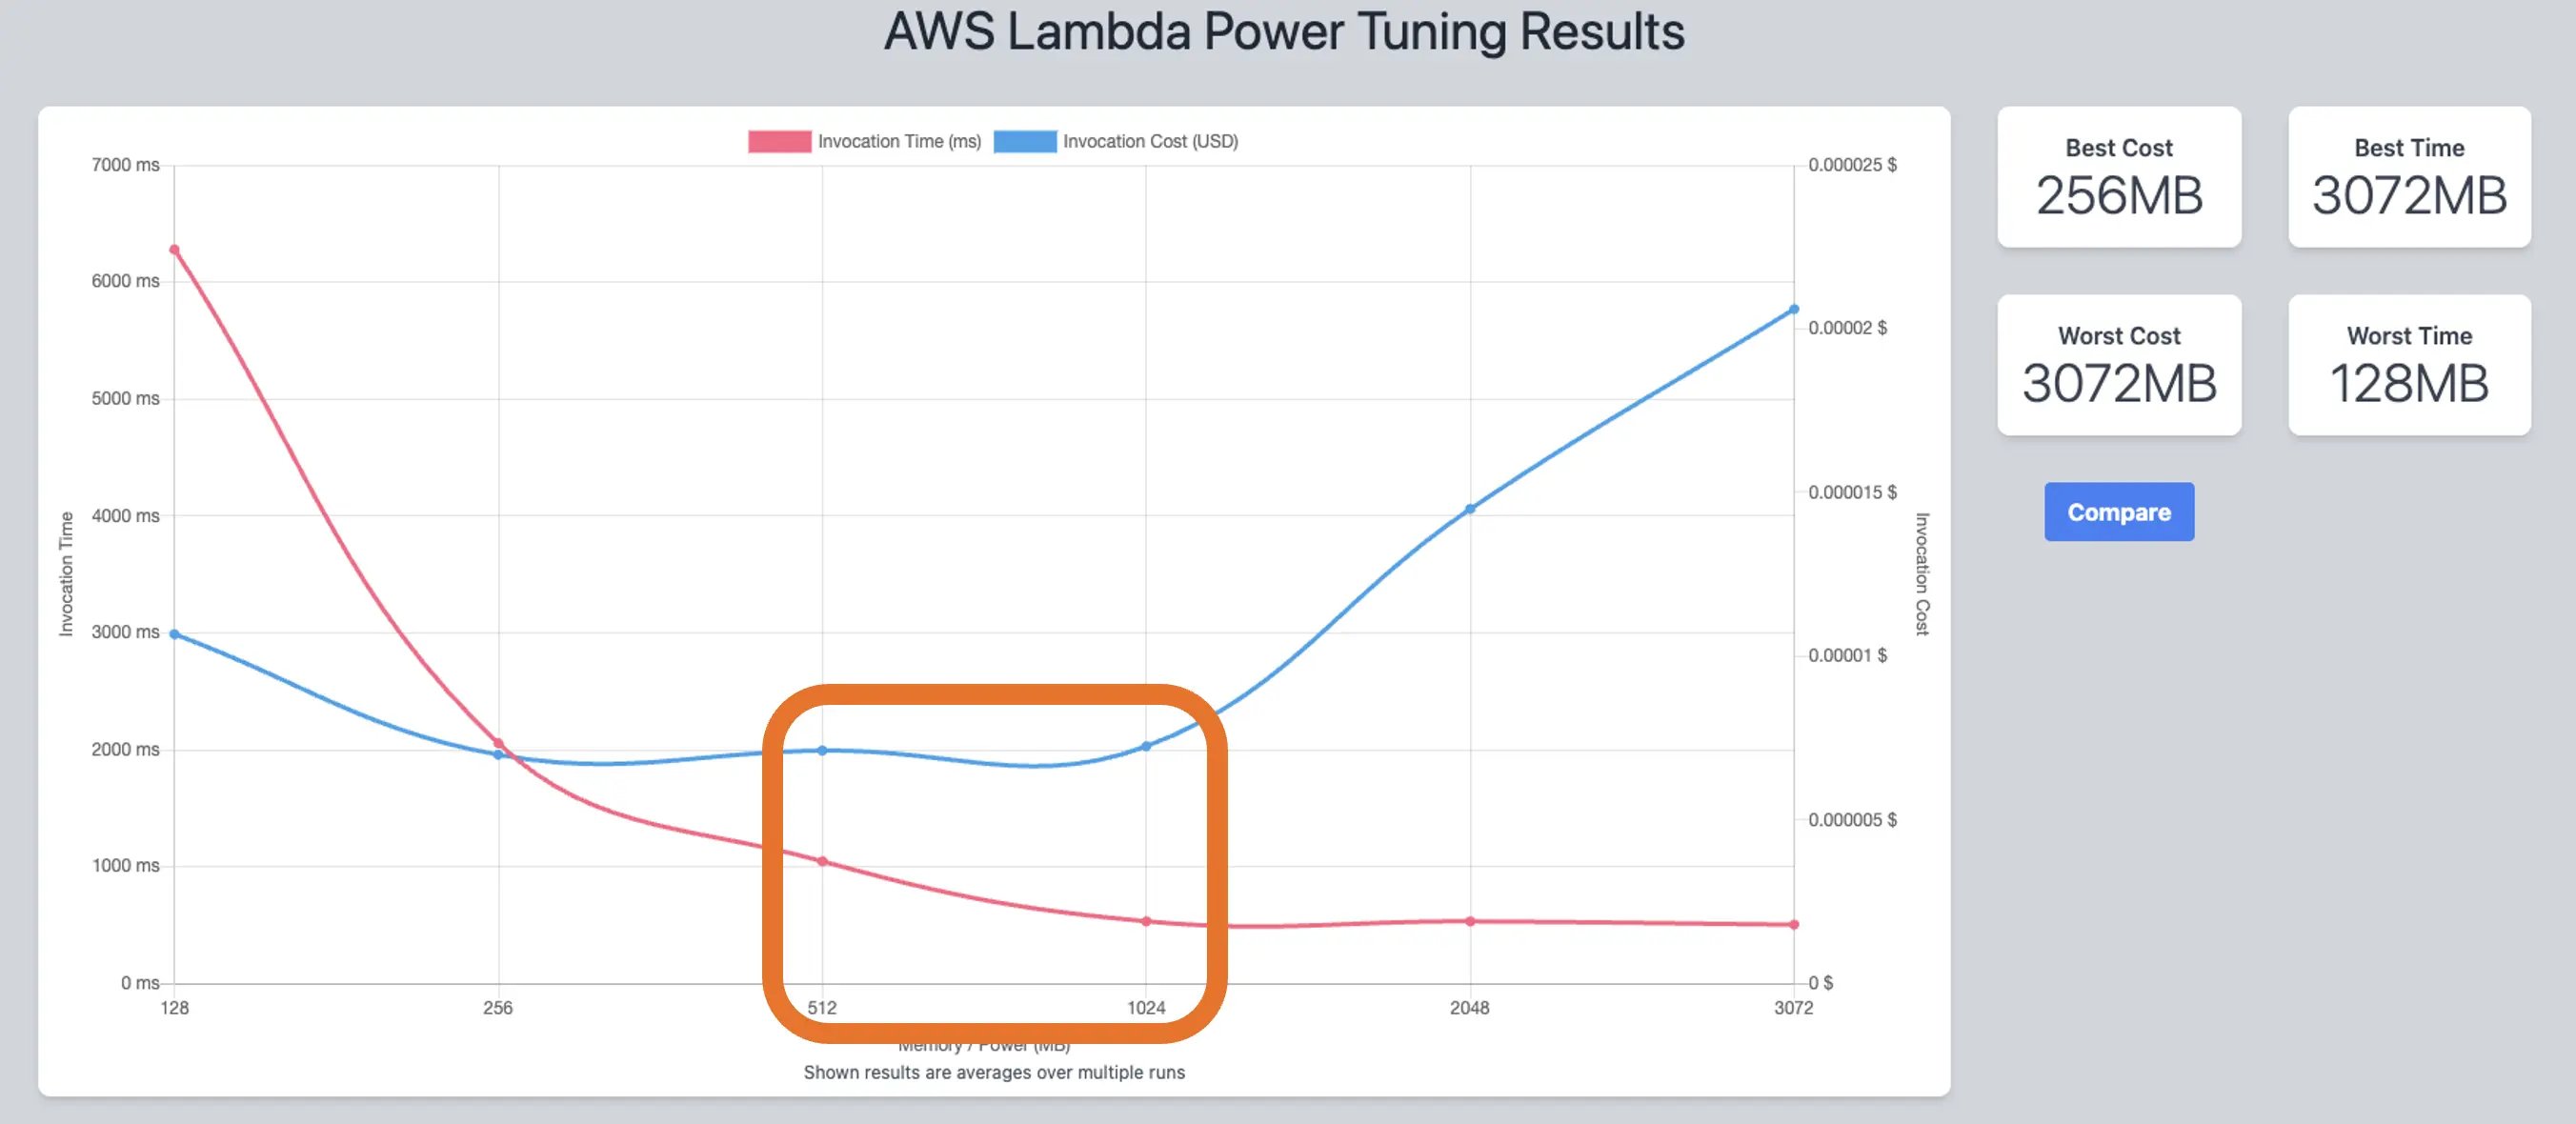 AWS Lambda Power Tuning Results
Invocation Time (ms) Invocation Cost (USD)
7000 ms
6000 ms
5000 ms
4000 ms
3000 ms
2000 ms
1000 ms
0 ms
Invocation Time
0.000025 $
0.00002 $
0.000015 $
0.00001 $
0.000005 $
0 $
Invocation Cost
128 256 512 1024 2048 3072
Memory / Power (MB)
Shown results are averages over multiple runs
Best Cost
256MB
Best Time
3072MB
Worst Cost
3072MB
Worst Time
128MB
Compare